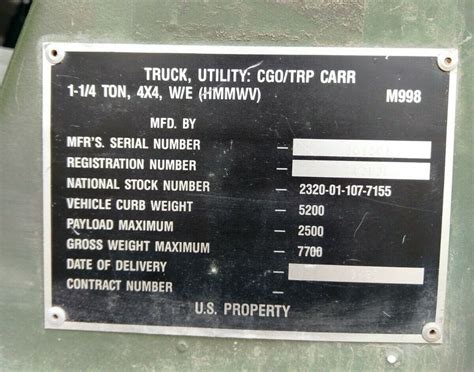 TRUCK, UTILITY: CGO/TRP CARR
1-1/4 TON, 4X4, W/E (HMMWV) M998
MFD. BY
MFR'S. SERIAL NUMBER –
REGISTRATION NUMBER –
NATIONAL STOCK NUMBER – 2320-01-107-7155
VEHICLE CURB WEIGHT – 5200
PAYLOAD MAXIMUM – 2500
GROSS WEIGHT MAXIMUM – 7700
DATE OF DELIVERY –
CONTRACT NUMBER –
U.S. PROPERTY